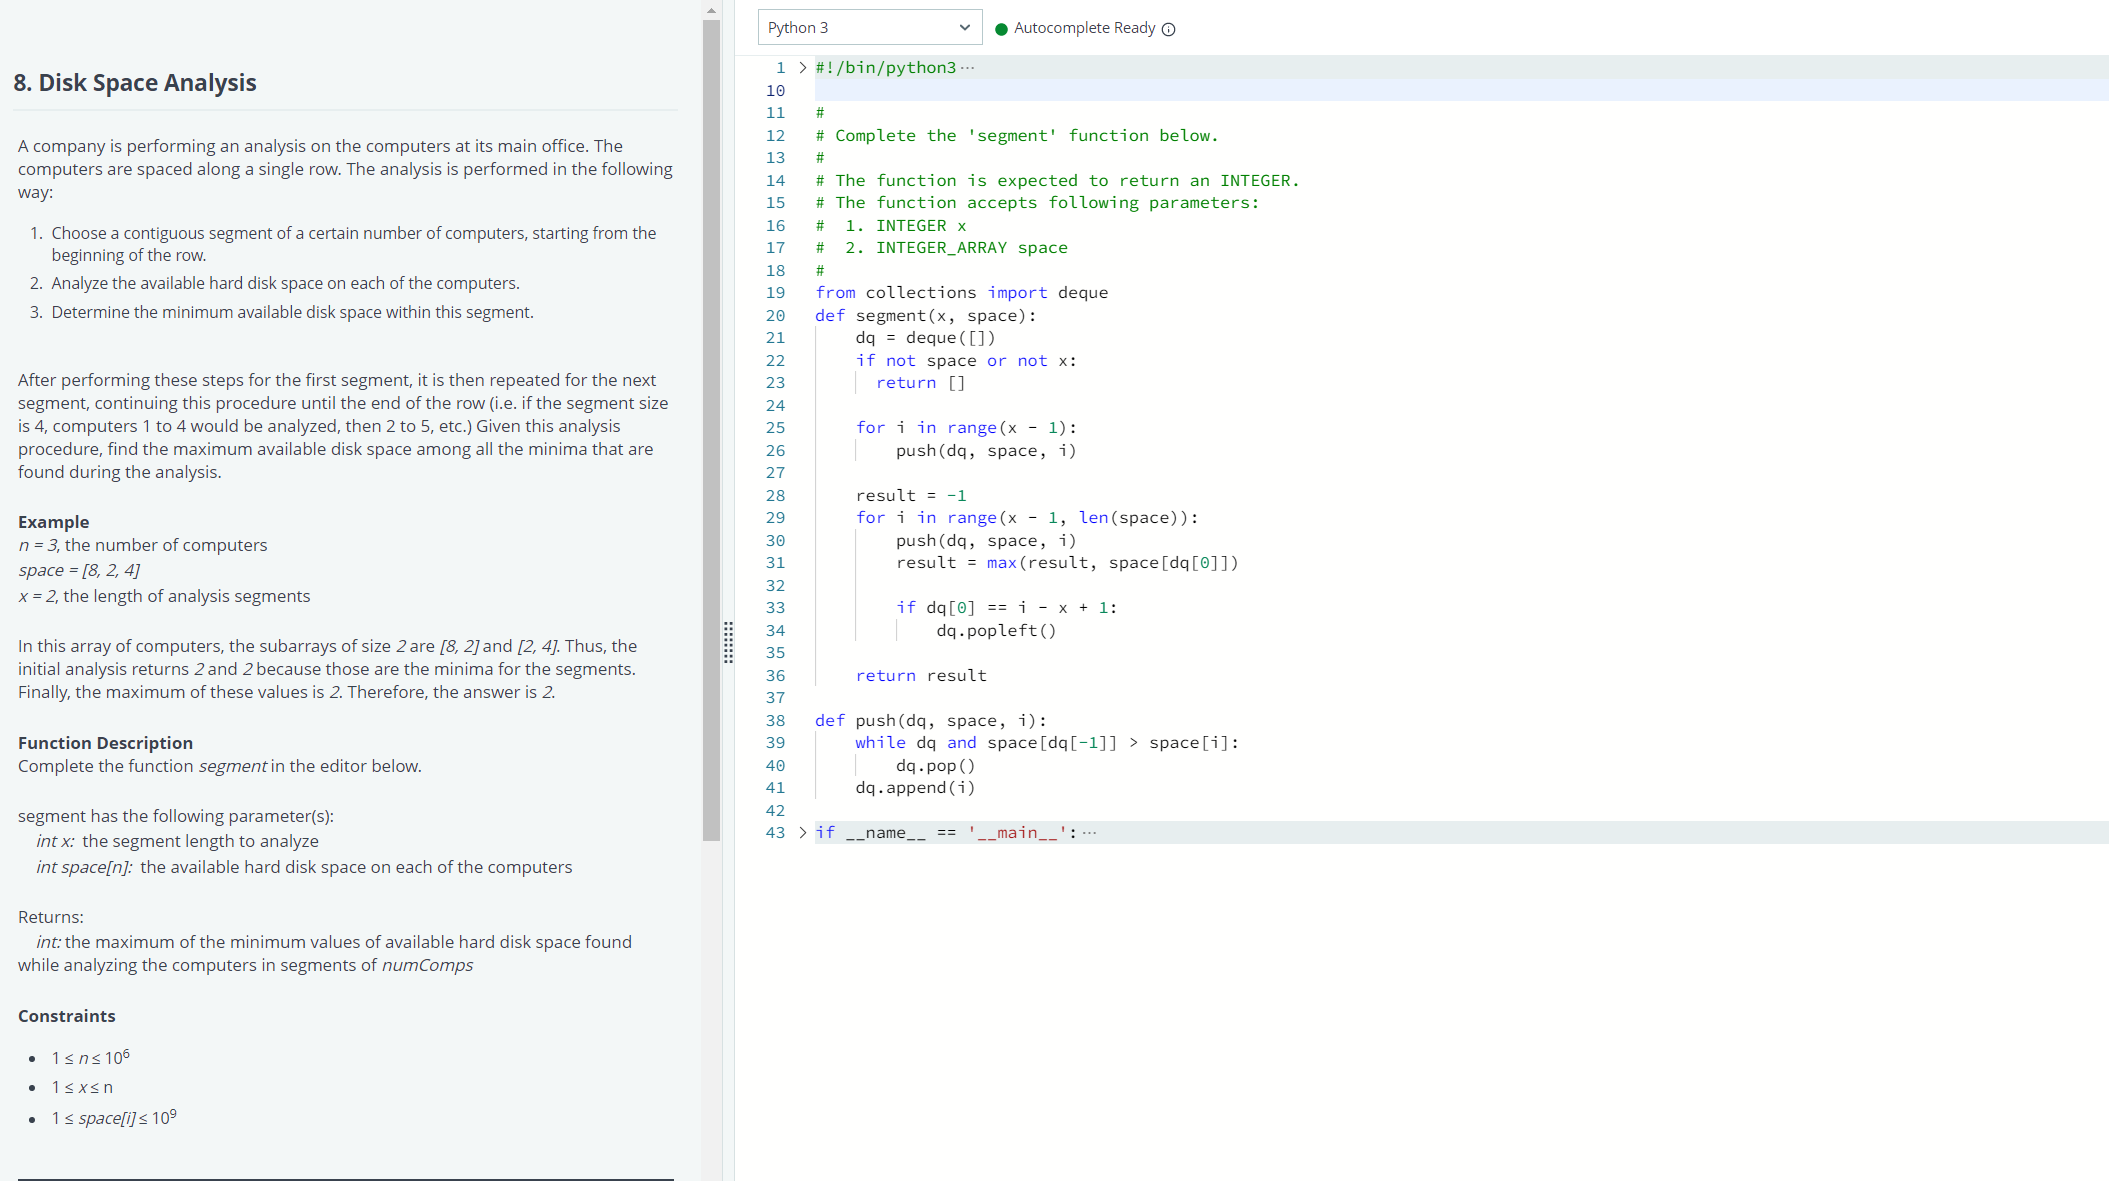 8. Disk Space Analysis
A company is performing an analysis on the computers at its main office. The
computers are spaced along a single row. The analysis is performed in the following
way:
1. Choose a contiguous segment of a certain number of computers, starting from the
beginning of the row.
2. Analyze the available hard disk space on each of the computers.
3. Determine the minimum available disk space within this segment.
After performing these steps for the first segment, it is then repeated for the next
segment, continuing this procedure until the end of the row (i.e. if the segment size
is 4, computers 1 to 4 would be analyzed, then 2 to 5, etc.) Given this analysis
procedure, find the maximum available disk space among all the minima that are
found during the analysis.
Example
n = 3, the number of computers
space = [8, 2, 4]
x = 2, the length of analysis segments
In this array of computers, the subarrays of size 2 are [8, 2] and [2, 4]. Thus, the
initial analysis returns 2 and 2 because those are the minima for the segments.
Finally, the maximum of these values is 2. Therefore, the answer is 2.
Function Description
Complete the function segment in the editor below.
segment has the following parameter(s):
int x: the segment length to analyze
int space[n]: the available hard disk space on each of the computers
Returns:
int: the maximum of the minimum values of available hard disk space found
while analyzing the computers in segments of numComps
Constraints
• 1 ≤ n ≤ 10⁶
• 1 ≤ x ≤ n
• 1 ≤ space[i] ≤ 10⁹
Python 3
Autocomplete Ready
1 > #!/bin/python3 ···
10
11 #
12 # Complete the 'segment' function below.
13 #
14 # The function is expected to return an INTEGER.
15 # The function accepts following parameters:
16 #  1. INTEGER x
17 #  2. INTEGER_ARRAY space
18 #
19 from collections import deque
20 def segment(x, space):
21     dq = deque([])
22     if not space or not x:
23       return []
24
25     for i in range(x - 1):
26         push(dq, space, i)
27
28     result = -1
29     for i in range(x - 1, len(space)):
30         push(dq, space, i)
31         result = max(result, space[dq[0]])
32
33         if dq[0] == i - x + 1:
34             dq.popleft()
35
36     return result
37
38 def push(dq, space, i):
39     while dq and space[dq[-1]] > space[i]:
40         dq.pop()
41     dq.append(i)
42
43 > if __name__ == '__main__': ···